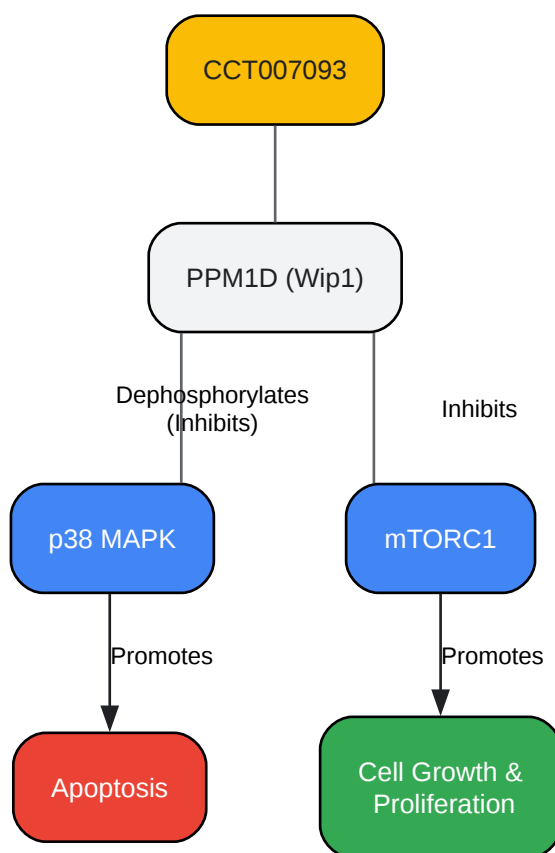 CCT007093
PPM1D (Wip1)
Dephosphorylates
(Inhibits)
Inhibits
p38 MAPK
mTORC1
Promotes
Promotes
Apoptosis
Cell Growth &
Proliferation